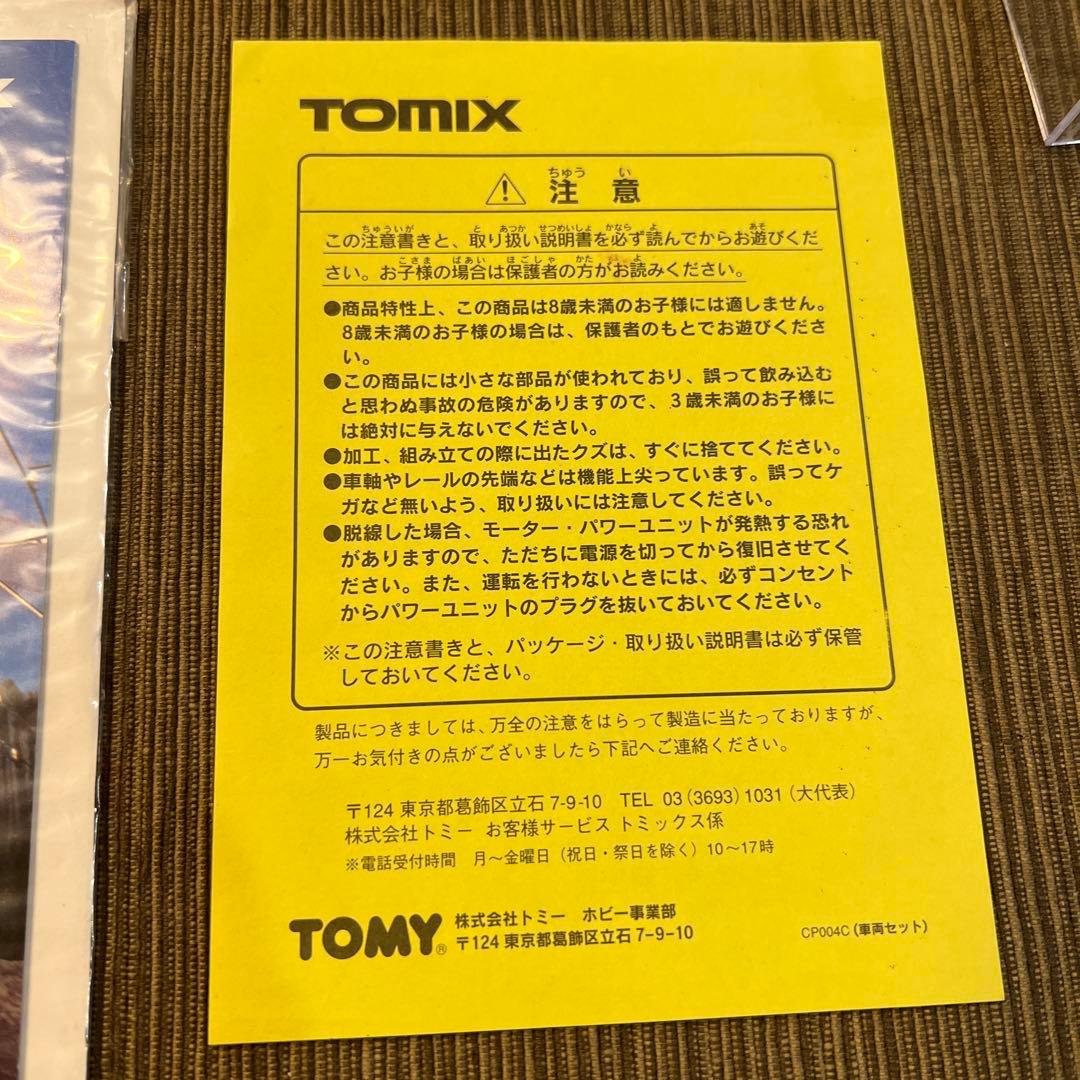 TOMIX
⚠ 注意
ちゅう い
ちゅういが と あつか せつめいしょ かなら よ あそ
この注意書きと、取り扱い説明書を必ず読んでからお遊びくだ
こさま ばあい ほごしゃ かた よ
さい。お子様の場合は保護者の方がお読みください。
●商品特性上、この商品は8歳未満のお子様には適しません。
8歳未満のお子様の場合は、保護者のもとでお遊びくださ
い。
●この商品には小さな部品が使われており、誤って飲み込む
と思わぬ事故の危険がありますので、3歳未満のお子様に
は絶対に与えないでください。
●加工、組み立ての際に出たクズは、すぐに捨ててください。
●車軸やレールの先端などは機能上尖っています。誤ってケ
ガなど無いよう、取り扱いには注意してください。
●脱線した場合、モーター・パワーユニットが発熱する恐れ
がありますので、ただちに電源を切ってから復旧させてく
ださい。また、運転を行わないときには、必ずコンセント
からパワーユニットのプラグを抜いておいてください。
※この注意書きと、パッケージ・取り扱い説明書は必ず保管
しておいてください。
製品につきましては、万全の注意をはらって製造に当たっておりますが、
万一お気付きの点がございましたら下記へご連絡ください。
〒124 東京都葛飾区立石 7-9-10 TEL 03(3693)1031(大代表)
株式会社トミー お客様サービス トミックス係
※電話受付時間 月〜金曜日(祝日・祭日を除く)10〜17時
TOMY® 株式会社トミー ホビー事業部
〒124 東京都葛飾区立石 7-9-10
CP004C(車両セット)